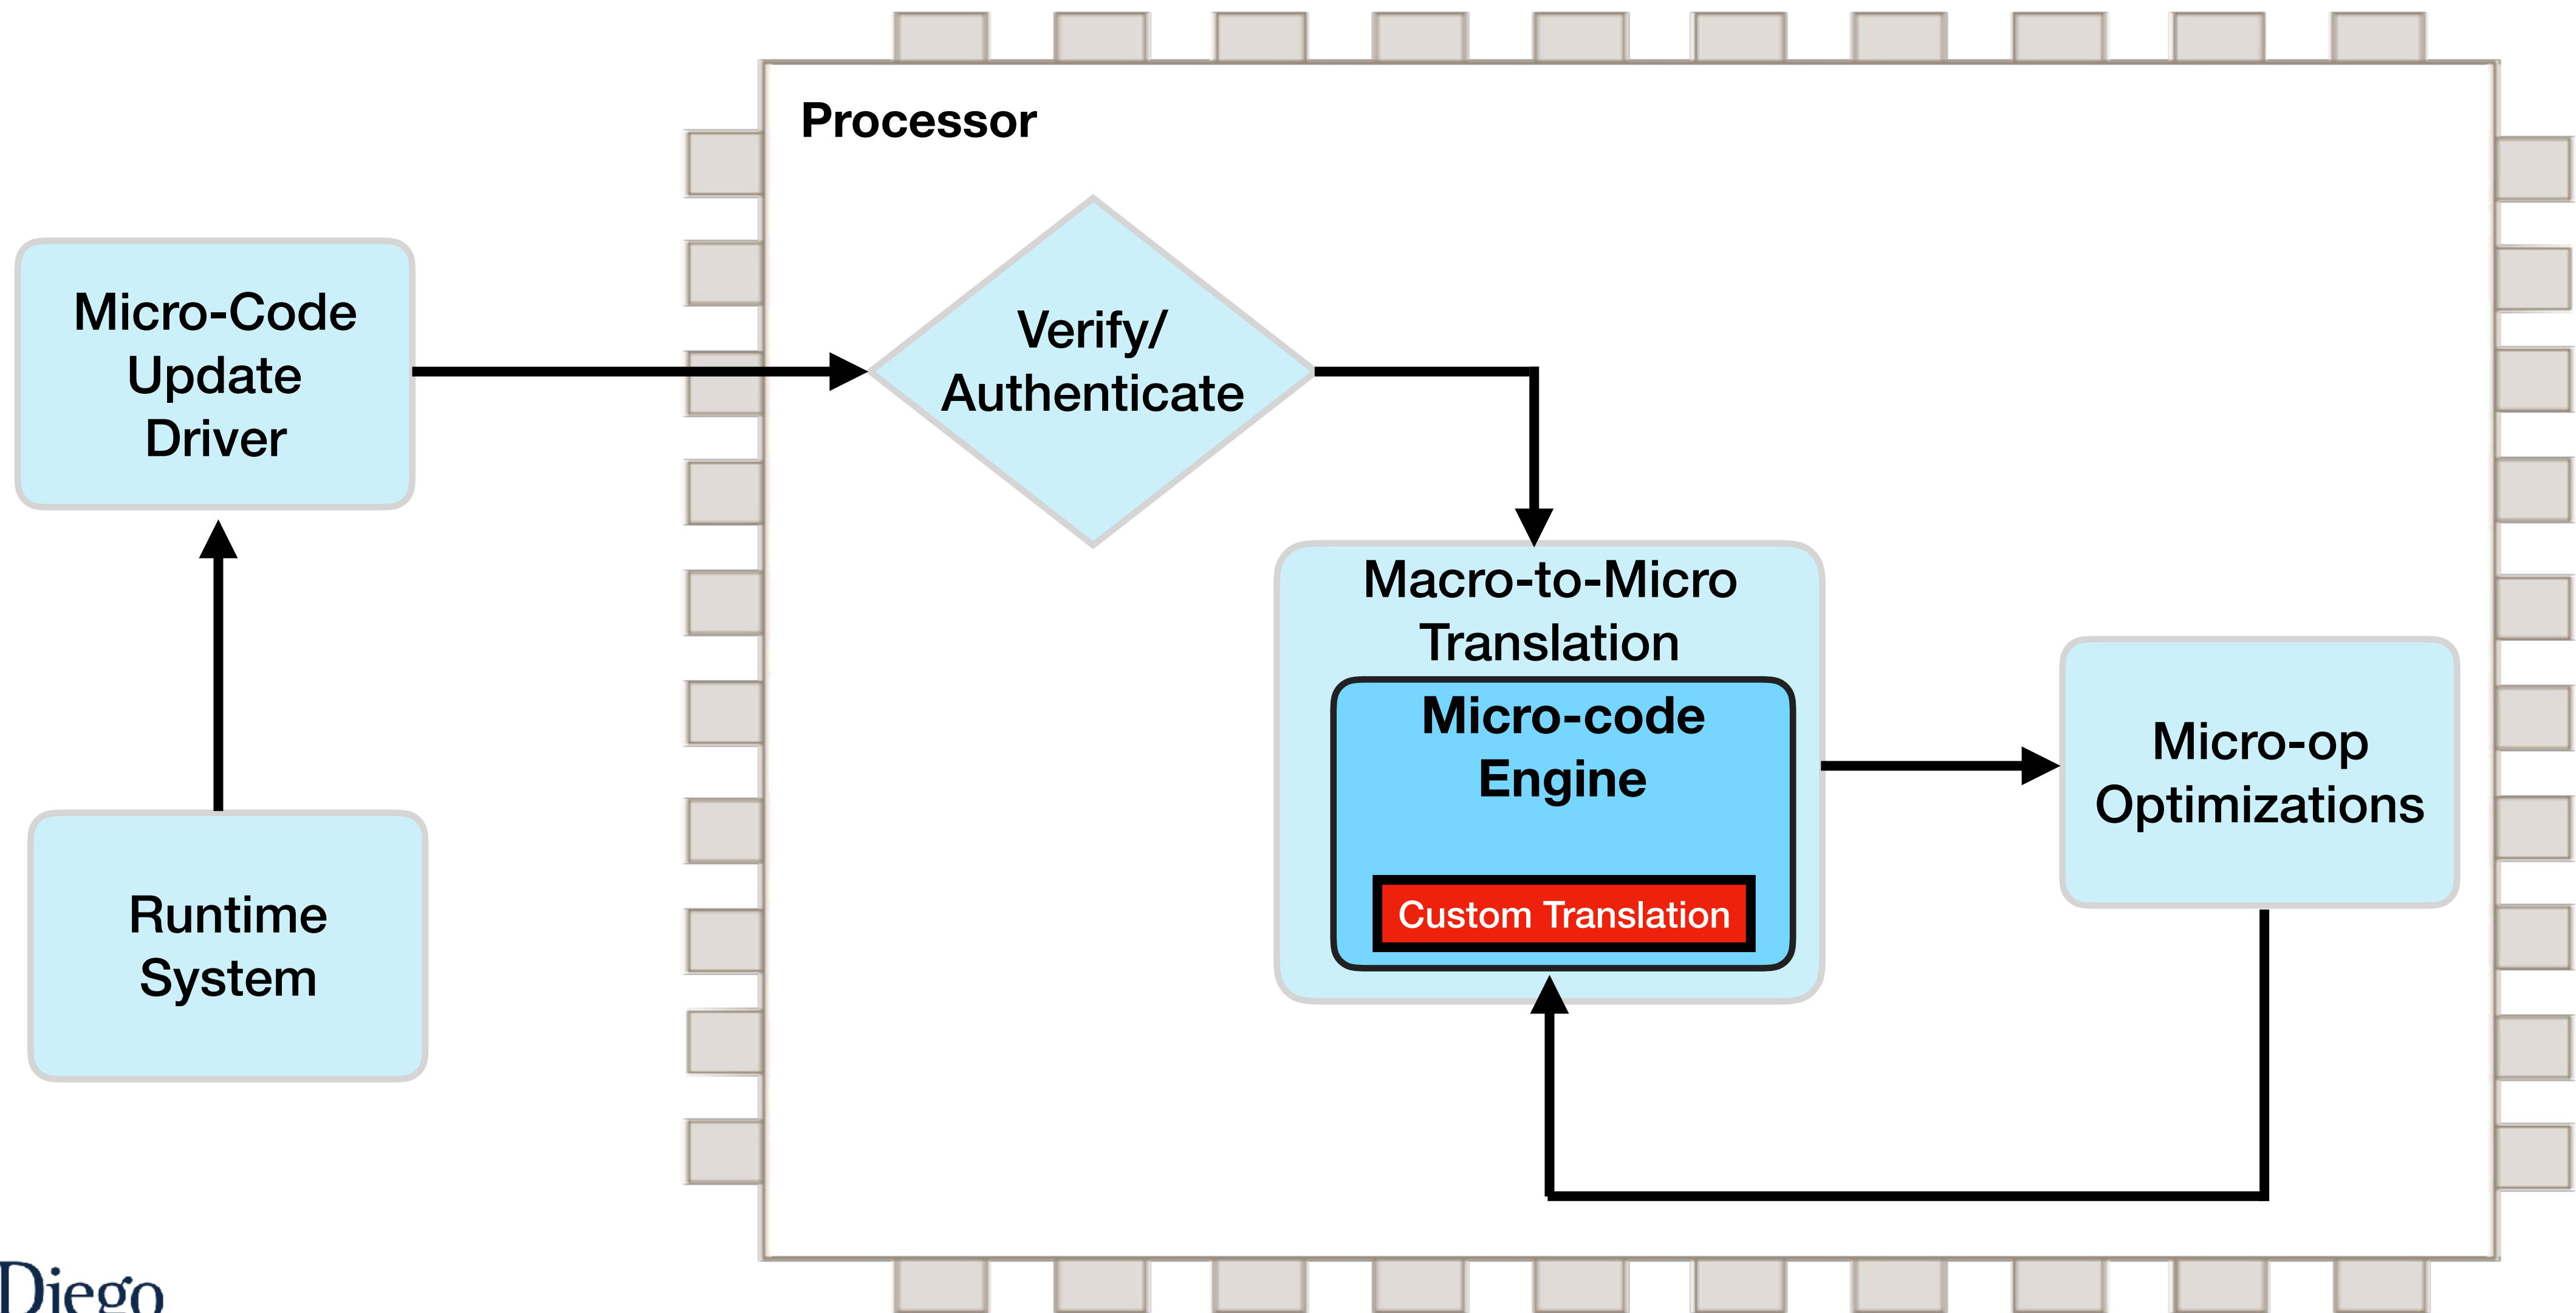 Processor
Micro-Code
Update
Driver
Verify/
Authenticate
Macro-to-Micro
Translation
Micro-code
Engine
Custom Translation
Micro-op
Optimizations
Runtime
System
Diego